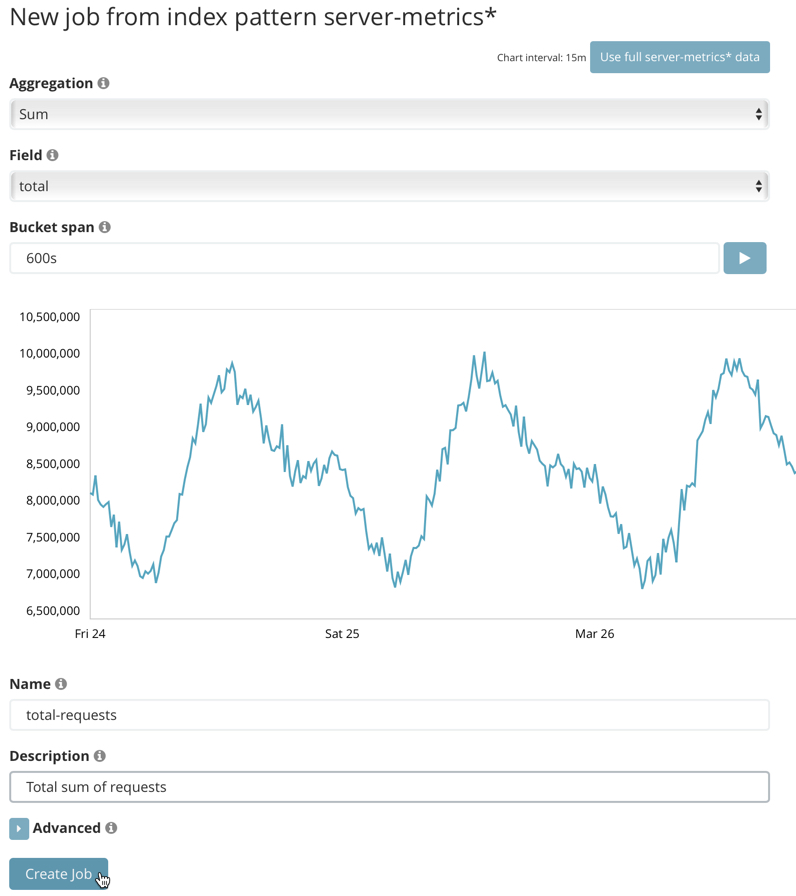 New job from index pattern server-metrics*
Chart interval: 15m Use full server-metrics* data
Aggregation
Sum
Field
total
Bucket span
600s
10,500,000
10,000,000
9,500,000
9,000,000
8,500,000
8,000,000
7,500,000
7,000,000
6,500,000
Fri 24 Sat 25 Mar 26
Name
total-requests
Description
Total sum of requests
Advanced
Create Job